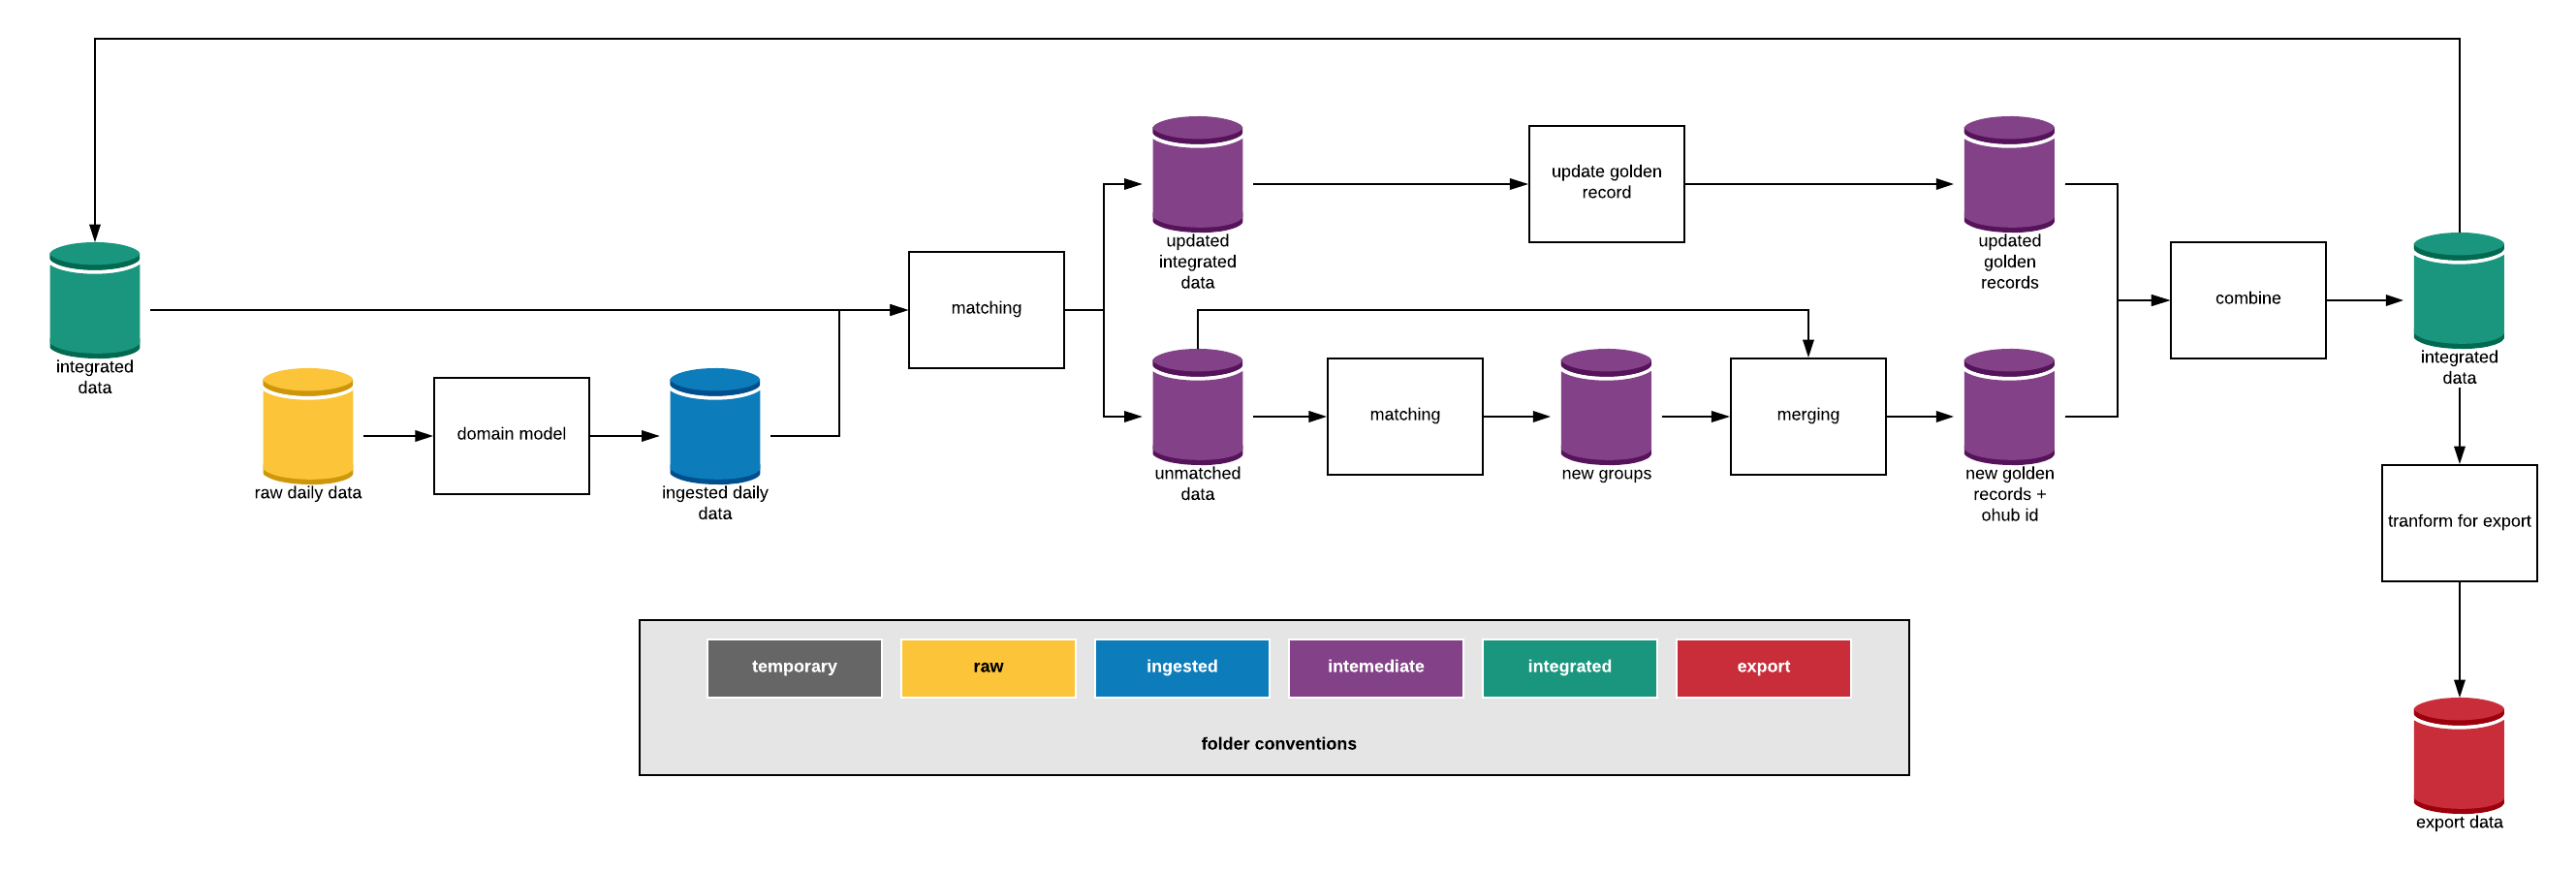 update golden
record
updated
integrated
data
updated
golden
records
matching
combine
integrated
data
integrated
data
domain model
matching
merging
raw daily data
ingested daily
data
unmatched
data
new groups
new golden
records +
ohub id
tranform for export
temporary
raw
ingested
intemediate
integrated
export
folder conventions
export data